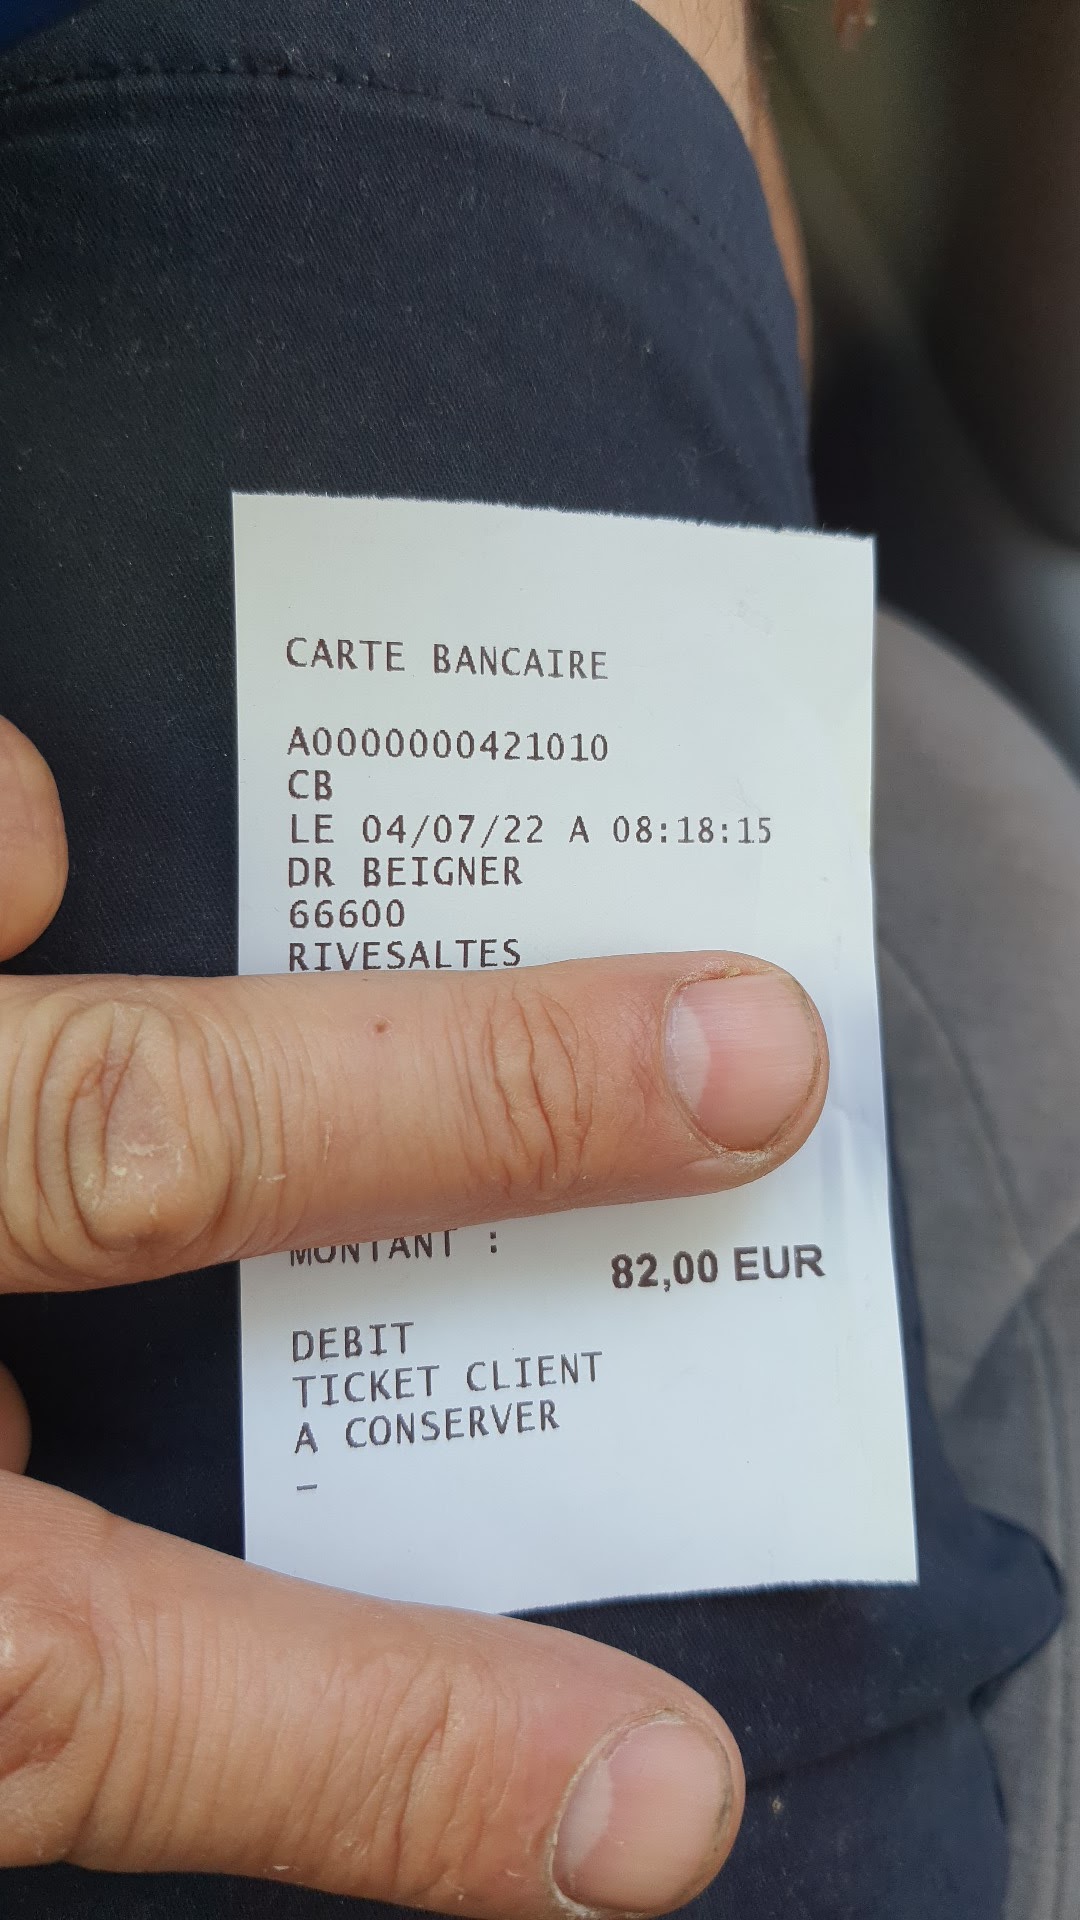 CARTE BANCAIRE
A0000000421010
CB
LE 04/07/22 A 08:18:15
DR BEIGNER
66600
RIVESALTES
MONTANT :
82,00 EUR
DEBIT
TICKET CLIENT
A CONSERVER
_